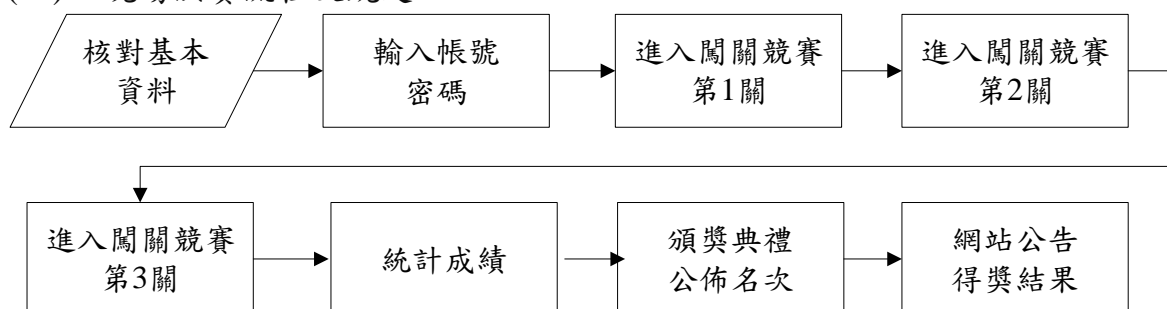 核對基本
資料
輸入帳號
密碼
進入闖關競賽
第1關
進入闖關競賽
第2關
進入闖關競賽
第3關
統計成績
頒獎典禮
公佈名次
網站公告
得獎結果